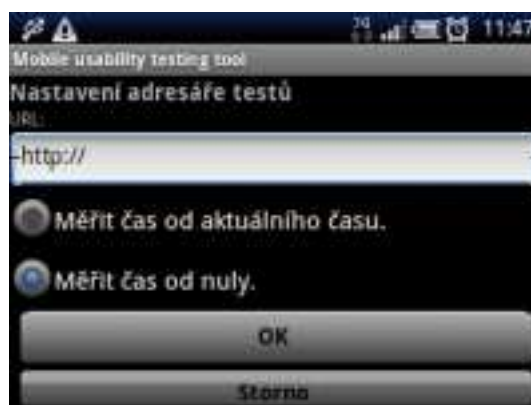 11:47
Mobile usability testing tool
Nastavení adresáře testů
URL:
http://
Měřit čas od aktuálního času.
Měřit čas od nuly.
OK
Storno